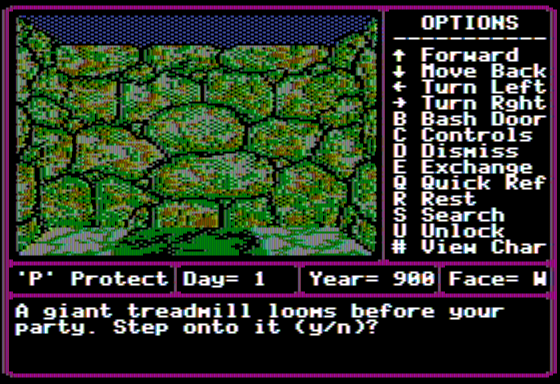 OPTIONS
------------
↑ Forward
↓ Move Back
← Turn Left
→ Turn Rght
B Bash Door
C Controls
D Dismiss
E Exchange
Q Quick Ref
R Rest
S Search
U Unlock
# View Char
'P' Protect Day= 1 Year= 900 Face= W
A giant treadmill looms before your
party. Step onto it (y/n)?